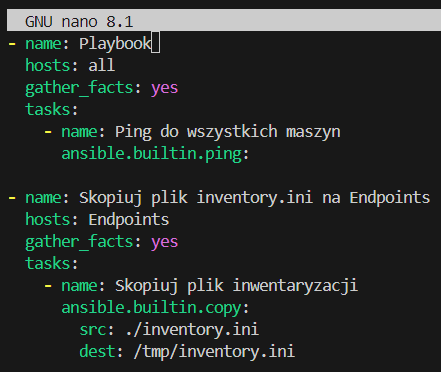 GNU nano 8.1
- name: Playbook
  hosts: all
  gather_facts: yes
  tasks:
    - name: Ping do wszystkich maszyn
      ansible.builtin.ping:

- name: Skopiuj plik inventory.ini na Endpoints
  hosts: Endpoints
  gather_facts: yes
  tasks:
    - name: Skopiuj plik inwentaryzacji
      ansible.builtin.copy:
        src: ./inventory.ini
        dest: /tmp/inventory.ini